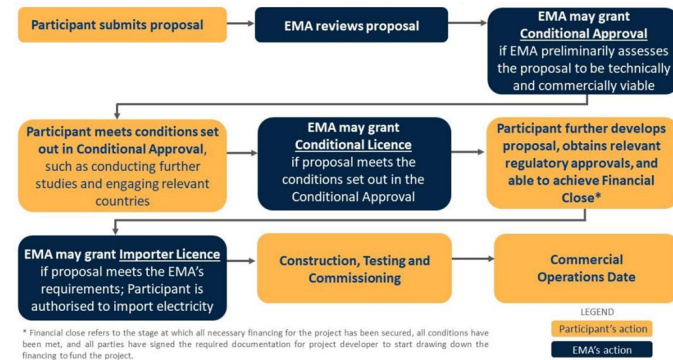 Participant submits proposal
EMA reviews proposal
EMA may grant
Conditional Approval
if EMA preliminarily assesses
the proposal to be technically
and commercially viable
Participant meets conditions set
out in Conditional Approval,
such as conducting further
studies and engaging relevant
countries
EMA may grant
Conditional Licence
if proposal meets the
conditions set out in the
Conditional Approval
Participant further develops
proposal, obtains relevant
regulatory approvals, and
able to achieve Financial
Close*
EMA may grant Importer Licence
if proposal meets the EMA's
requirements; Participant is
authorised to import electricity
Construction, Testing and
Commissioning
Commercial
Operations Date
LEGEND
Participant's action
EMA's action
* Financial close refers to the stage at which all necessary financing for the project has been secured, all conditions have
been met, and all parties have signed the required documentation for project developer to start drawing down the
financing to fund the project.